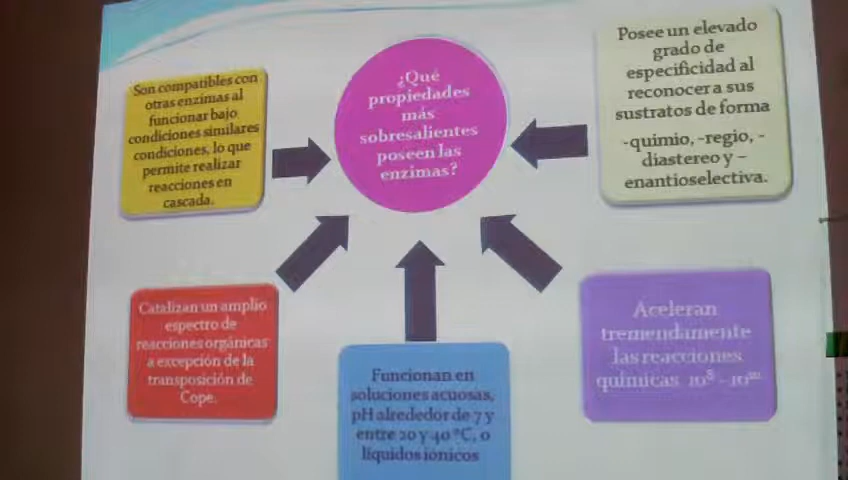 ¿Qué
propiedades
más
sobresalientes
poseen las
enzimas?
Son compatibles con
otras enzimas al
funcionar bajo
condiciones similares
condiciones, lo que
permite realizar
reacciones en
cascada.
Posee un elevado
grado de
especificidad al
reconocer a sus
sustratos de forma
-quimio, -regio, -
diastereo y –
enantioselectiva.
Catalizan un amplio
espectro de
reacciones orgánicas
a excepción de la
transposición de
Cope.
Funcionan en
soluciones acuosas,
pH alrededor de 7 y
entre 20 y 40 °C, o
líquidos iónicos
Aceleran
tremendamente
las reacciones
químicas 10⁸ -